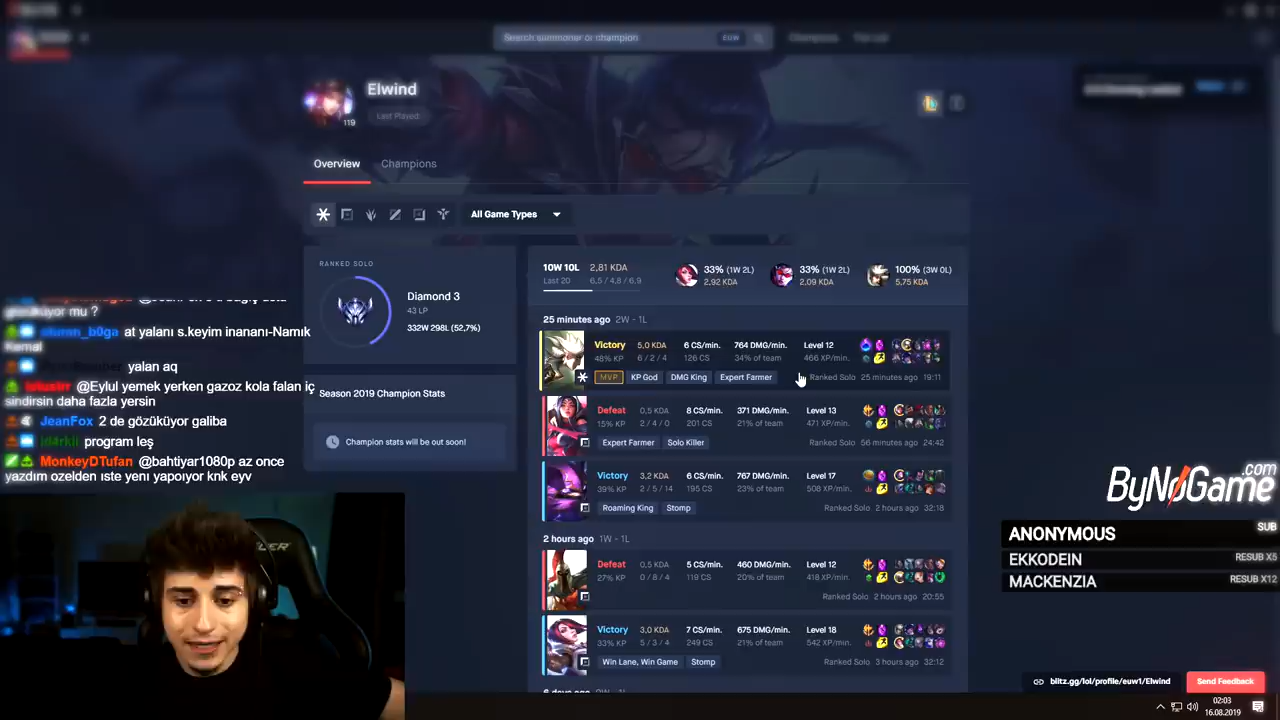 Search summoner or champion
EUW
Champions
Elwind
119
Last Played
Overview
Champions
All Game Types
RANKED SOLO
Diamond 3
43 LP
332W 298L (52,7%)
Season 2019 Champion Stats
Champion stats will be out soon!
10W 10L
2,81 KDA
Last 20
6.5 / 4.8 / 6.9
33% (1W 2L)
2,92 KDA
33% (1W 2L)
2,09 KDA
100% (3W 0L)
5,75 KDA
25 minutes ago 2W - 1L
Victory 5,0 KDA 6 CS/min. 764 DMG/min. Level 12
48% KP 6 / 2 / 4 126 CS 34% of team 466 XP/min.
MVP KP God DMG King Expert Farmer Ranked Solo 25 minutes ago 19:11
Defeat 0,5 KDA 8 CS/min. 371 DMG/min. Level 13
15% KP 2 / 4 / 0 201 CS 21% of team 471 XP/min.
Expert Farmer Solo Killer Ranked Solo 56 minutes ago 24:42
Victory 3,2 KDA 6 CS/min. 767 DMG/min. Level 17
39% KP 2 / 5 / 14 195 CS 23% of team 508 XP/min.
Roaming King Stomp Ranked Solo 2 hours ago 32:18
2 hours ago 1W - 1L
Defeat 0,5 KDA 5 CS/min. 460 DMG/min. Level 12
27% KP 0 / 8 / 4 119 CS 20% of team 418 XP/min.
Ranked Solo 2 hours ago 20:55
Victory 3,0 KDA 7 CS/min. 675 DMG/min. Level 18
33% KP 5 / 3 / 4 249 CS 21% of team 542 XP/min.
Win Lane, Win Game Stomp Ranked Solo 3 hours ago 32:12
6 days ago
mu ?
at yalanı s.keyim inananı-Namık
Kemal
yalan aq
@Eylul yemek yerken gazoz kola falan iç
sindirsin daha fazla yersin
JeanFox 2 de gözüküyor galiba
program leş
MonkeyDTufan @bahtiyar1080p az once
yazdım ozelden iste yenı yapıyor knk eyv
ByNoGame.com
ANONYMOUS SUB
EKKODEIN RESUB X5
MACKENZIA RESUB X12
blitz.gg/lol/profile/euw1/Elwind
Send Feedback
02:03
16.08.2019